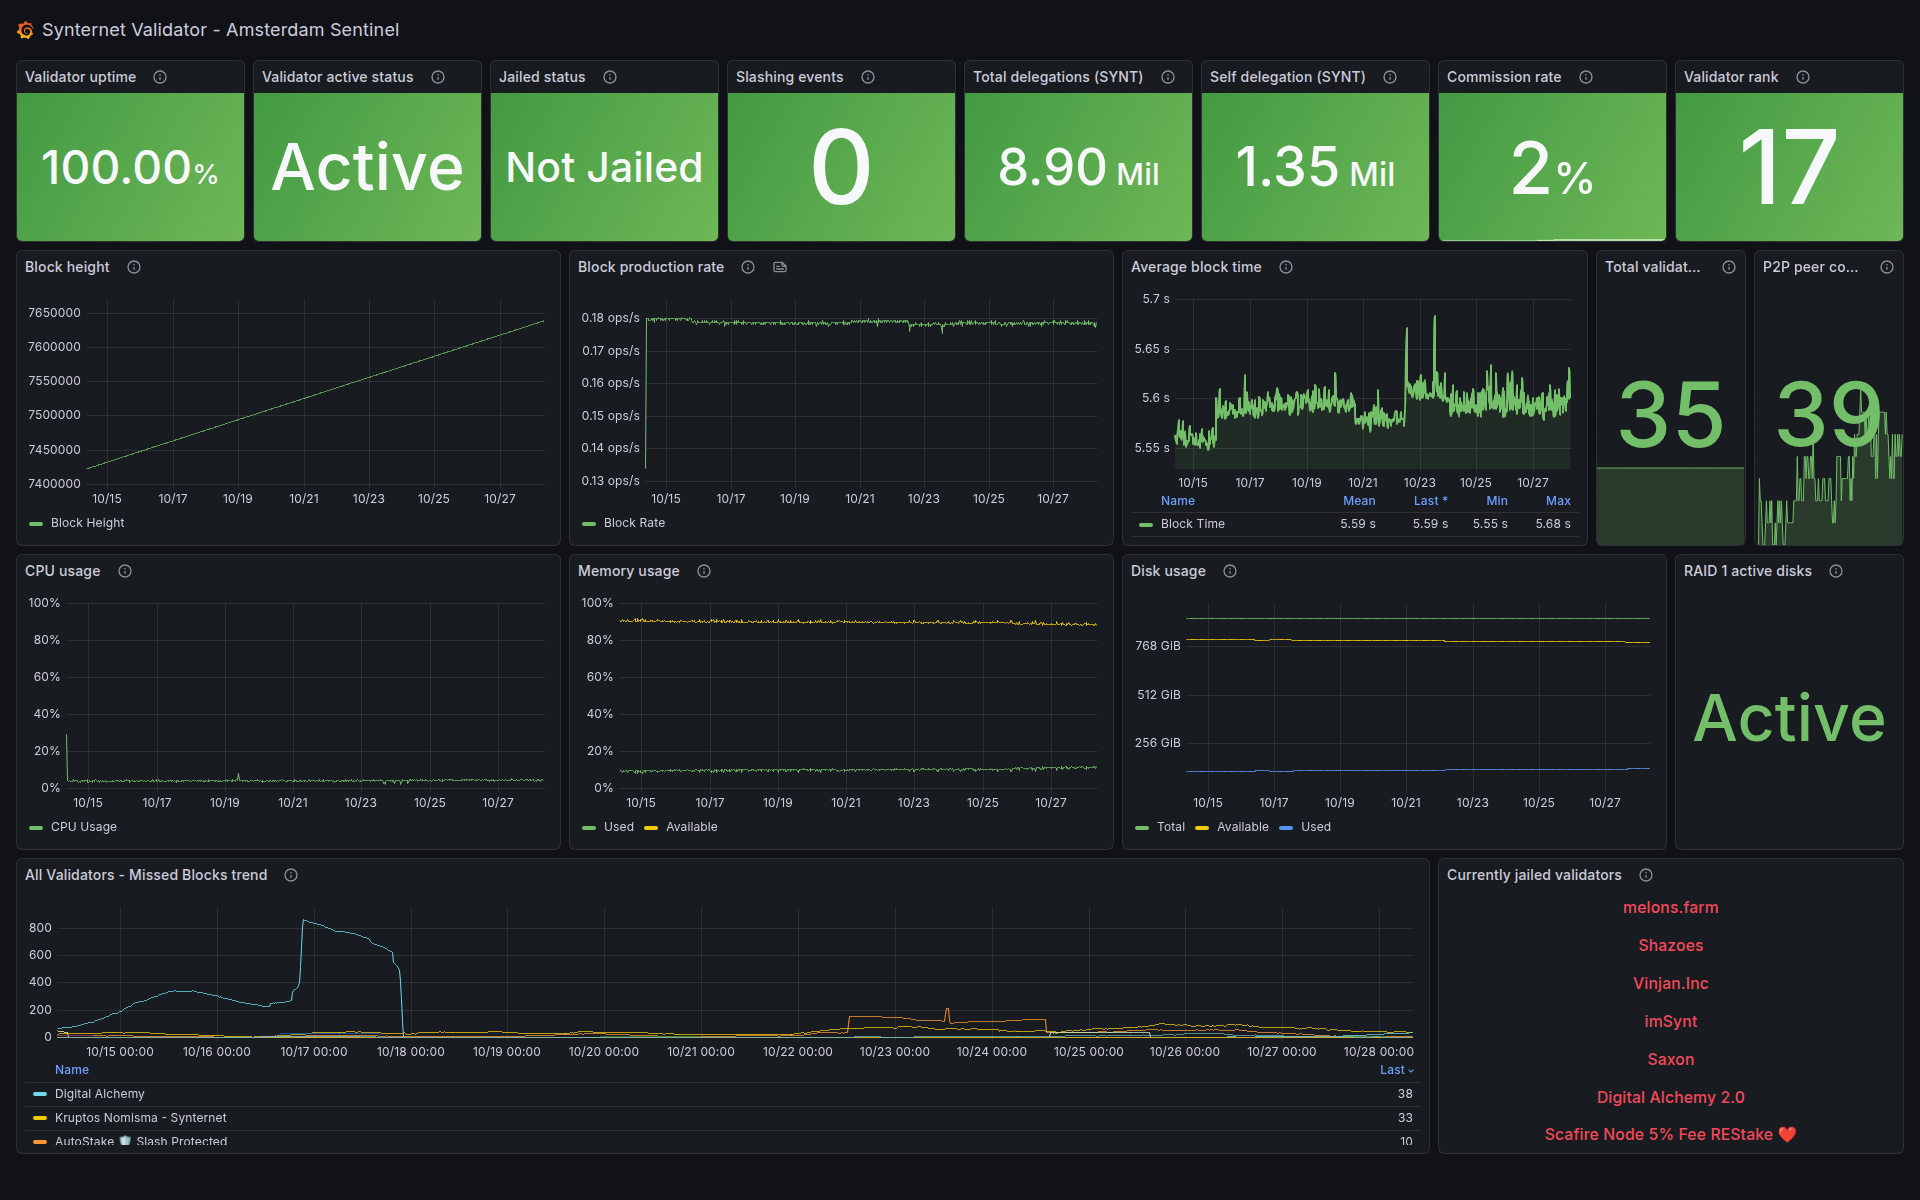 Synternet Validator - Amsterdam Sentinel
Validator uptime
100.00%
Validator active status
Active
Jailed status
Not Jailed
Slashing events
0
Total delegations (SYNT)
8.90 Mil
Self delegation (SYNT)
1.35 Mil
Commission rate
2%
Validator rank
17
Block height
7650000
7600000
7550000
7500000
7450000
7400000
10/15 10/17 10/19 10/21 10/23 10/25 10/27
Block Height
Block production rate
0.18 ops/s
0.17 ops/s
0.16 ops/s
0.15 ops/s
0.14 ops/s
0.13 ops/s
10/15 10/17 10/19 10/21 10/23 10/25 10/27
Block Rate
Average block time
5.7 s
5.65 s
5.6 s
5.55 s
10/15 10/17 10/19 10/21 10/23 10/25 10/27
Name Mean Last * Min Max
Block Time 5.59 s 5.59 s 5.55 s 5.68 s
Total validat...
35
P2P peer co...
39
CPU usage
100%
80%
60%
40%
20%
0%
10/15 10/17 10/19 10/21 10/23 10/25 10/27
CPU Usage
Memory usage
100%
80%
60%
40%
20%
0%
10/15 10/17 10/19 10/21 10/23 10/25 10/27
Used Available
Disk usage
768 GiB
512 GiB
256 GiB
10/15 10/17 10/19 10/21 10/23 10/25 10/27
Total Available Used
RAID 1 active disks
Active
All Validators - Missed Blocks trend
800
600
400
200
0
10/15 00:00 10/16 00:00 10/17 00:00 10/18 00:00 10/19 00:00 10/20 00:00 10/21 00:00 10/22 00:00 10/23 00:00 10/24 00:00 10/25 00:00 10/26 00:00 10/27 00:00 10/28 00:00
Name Last
Digital Alchemy 38
Kruptos Nomisma - Synternet 33
AutoStake 🛡️ Slash Protected 10
Currently jailed validators
melons.farm
Shazoes
Vinjan.Inc
imSynt
Saxon
Digital Alchemy 2.0
Scafire Node 5% Fee REStake ❤️